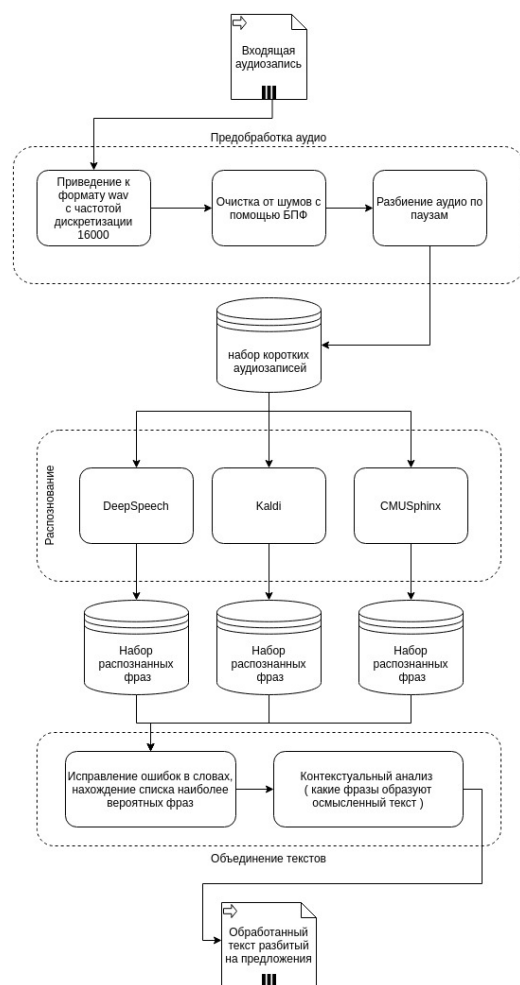 Входящая
аудиозапись
Предобработка аудио
Приведение к
формату wav
с частотой
дискретизации
16000
Очистка от шумов с
помощью БПФ
Разбиение аудио по
паузам
набор коротких
аудиозаписей
Распознование
DeepSpeech
Kaldi
CMUSphinx
Набор
распознанных
фраз
Набор
распознанных
фраз
Набор
распознанных
фраз
Исправление ошибок в словах,
нахождение списка наиболее
вероятных фраз
Контекстуальный анализ
( какие фразы образуют
осмысленный текст )
Объединение текстов
Обработанный
текст разбитый
на предложения